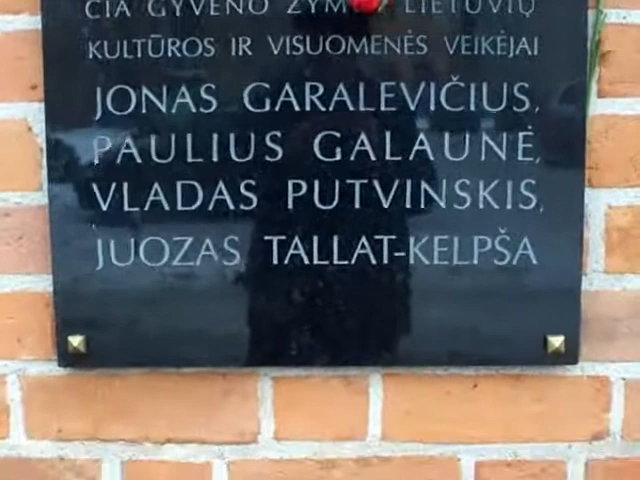 ČIA GYVENO LIETUVIŲ
KULTŪROS IR VISUOMENĖS VEIKĖJAI
JONAS GARALEVIČIUS,
PAULIUS GALAUNĖ,
VLADAS PUTVINSKIS,
JUOZAS TALLAT-KELPŠA